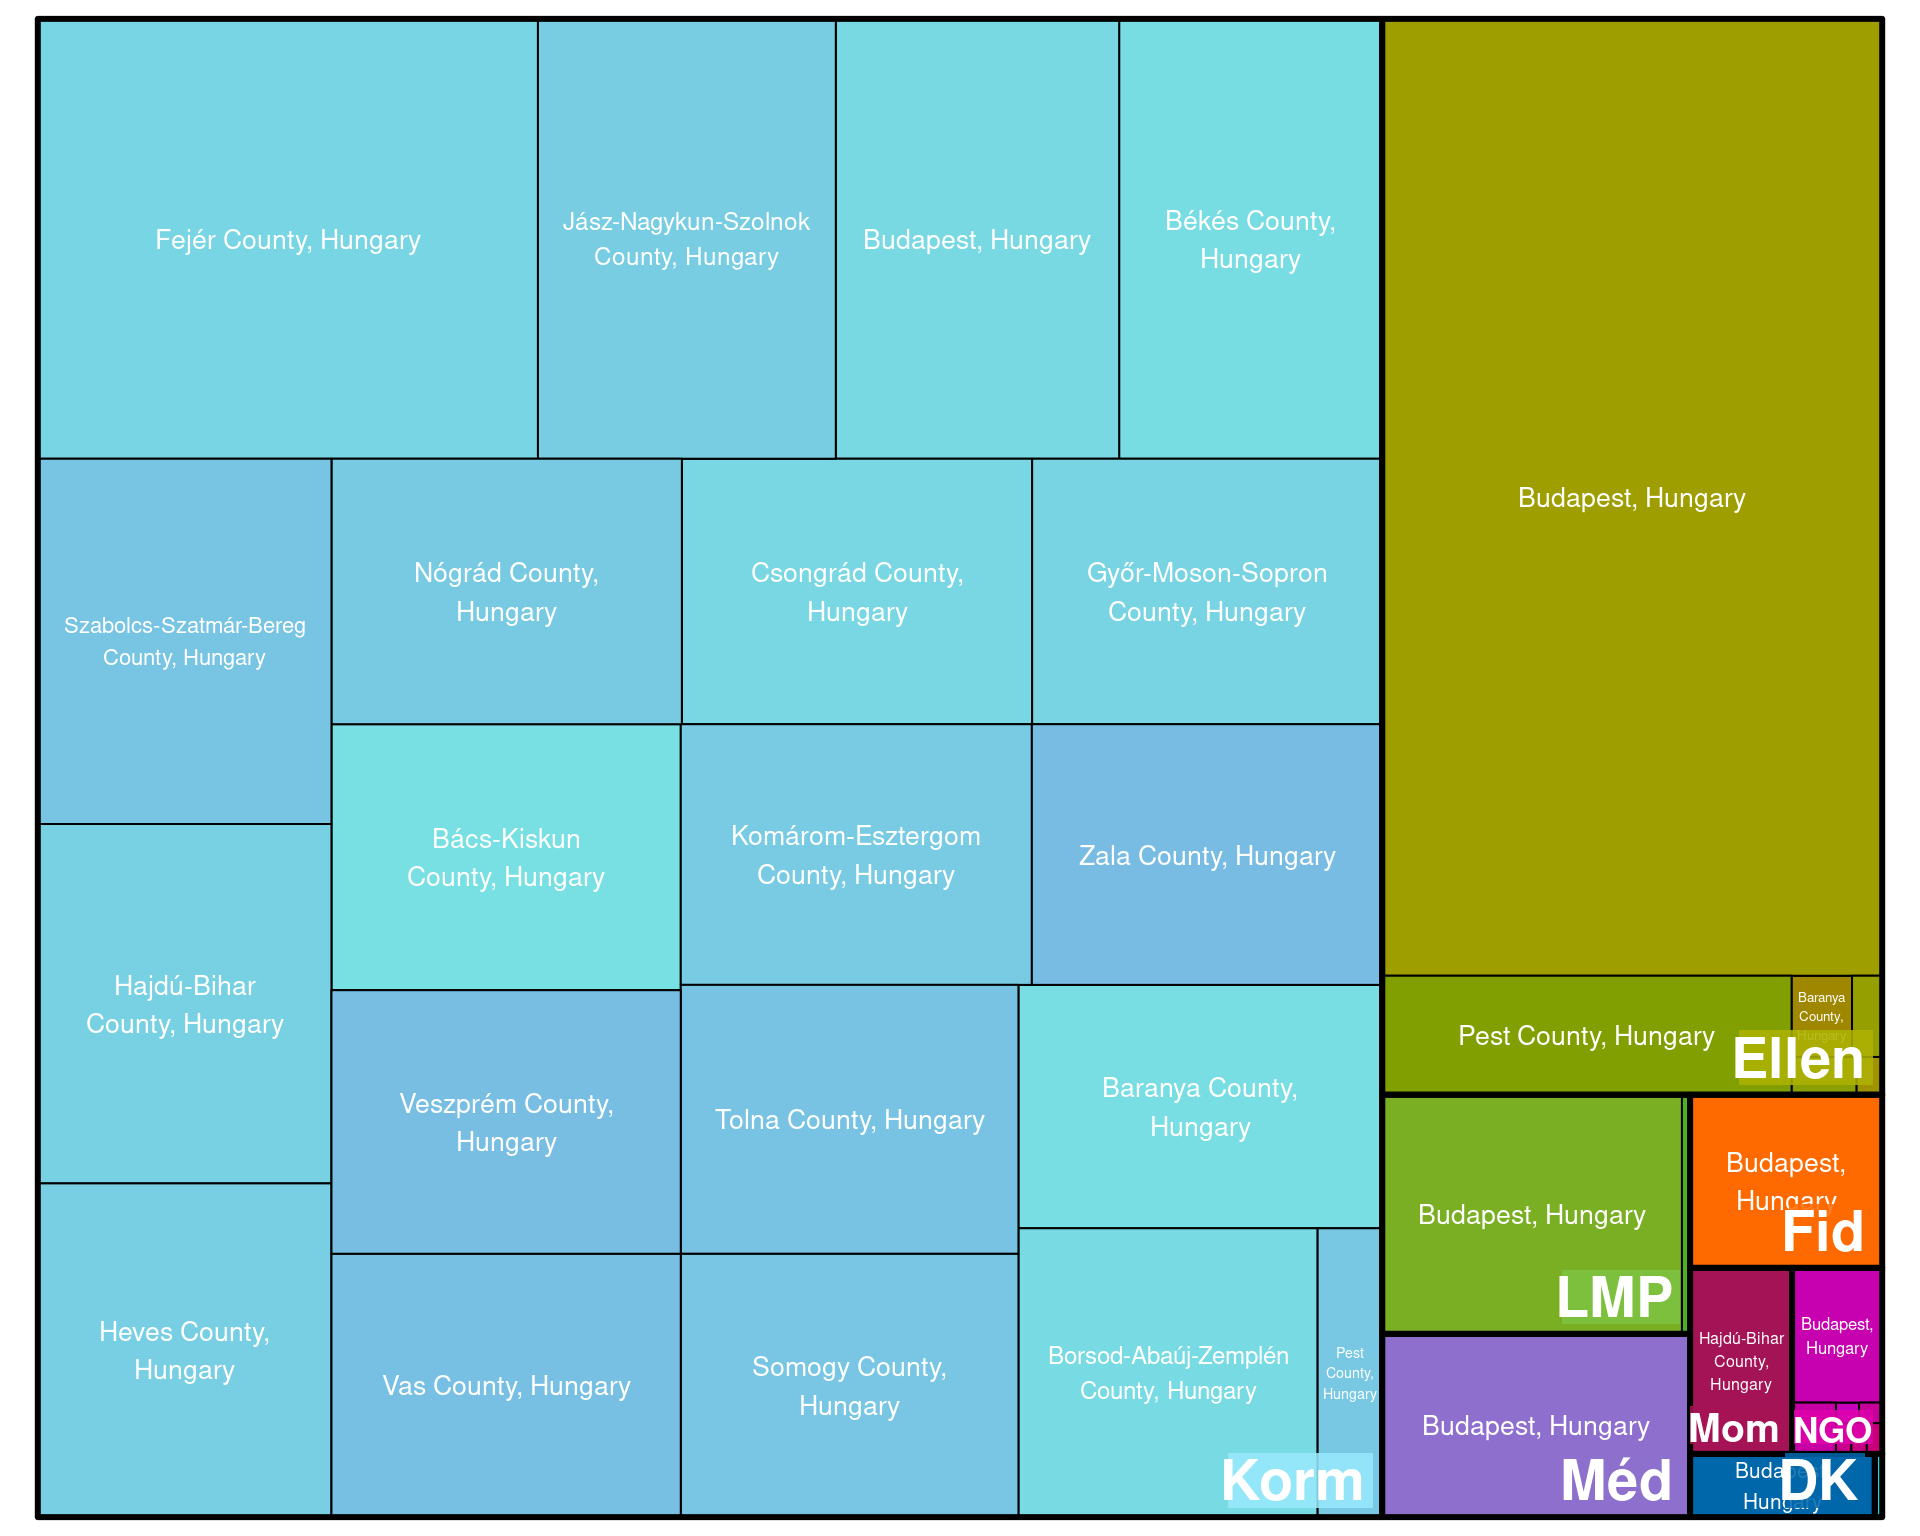 Fejér County, Hungary
Jász-Nagykun-Szolnok
County, Hungary
Budapest, Hungary
Békés County,
Hungary
Szabolcs-Szatmár-Bereg
County, Hungary
Nógrád County,
Hungary
Csongrád County,
Hungary
Győr-Moson-Sopron
County, Hungary
Hajdú-Bihar
County, Hungary
Bács-Kiskun
County, Hungary
Komárom-Esztergom
County, Hungary
Zala County, Hungary
Heves County,
Hungary
Veszprém County,
Hungary
Tolna County, Hungary
Baranya County,
Hungary
Vas County, Hungary
Somogy County,
Hungary
Borsod-Abaúj-Zemplén
County, Hungary
Pest
County,
Hungary
Korm
Budapest, Hungary
Pest County, Hungary
Baranya
County,
Hungary
Ellen
Budapest, Hungary
LMP
Budapest,
Hungary
Fid
Budapest, Hungary
Méd
Hajdú-Bihar
County,
Hungary
Mom
Budapest,
Hungary
NGO
Budapest,
Hungary
DK